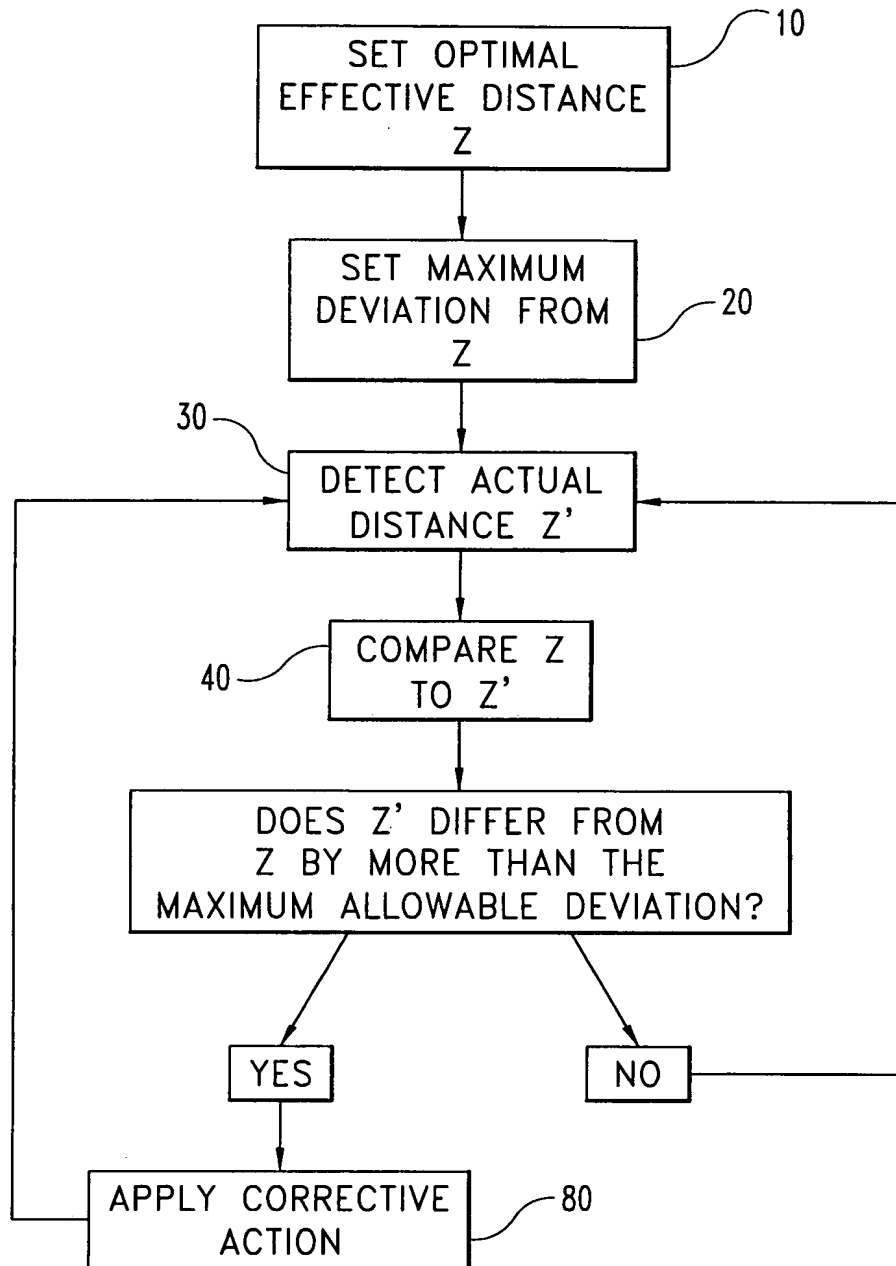 10
SET OPTIMAL
EFFECTIVE DISTANCE
Z
SET MAXIMUM
DEVIATION FROM
Z
20
30
DETECT ACTUAL
DISTANCE Z'
40
COMPARE Z
TO Z'
DOES Z' DIFFER FROM
Z BY MORE THAN THE
MAXIMUM ALLOWABLE DEVIATION?
YES
NO
APPLY CORRECTIVE
ACTION
80